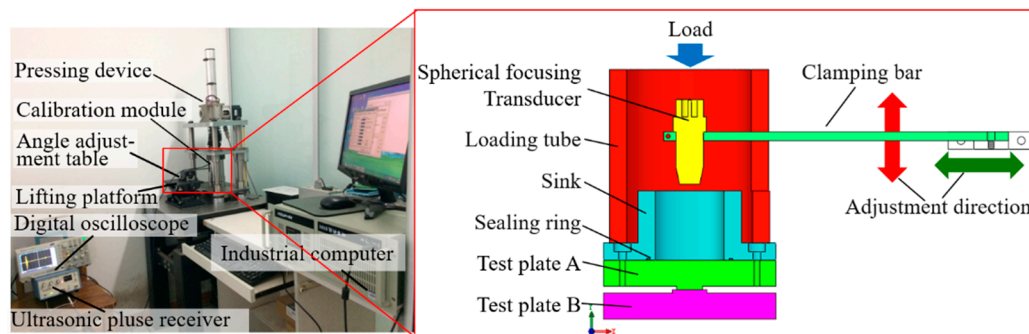 Pressing device
Calibration module
Angle adjust-
ment table
Lifting platform
Digital oscilloscope
Industrial computer
Ultrasonic pluse receiver
Load
Spherical focusing
Transducer
Clamping bar
Loading tube
Sink
Adjustment direction
Sealing ring
Test plate A
Test plate B